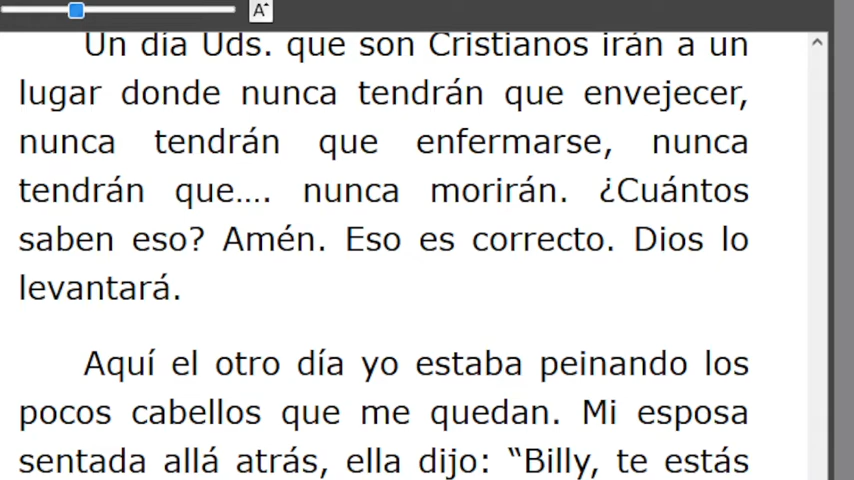 A^
Un día Uds. que son Cristianos irán a un
lugar donde nunca tendrán que envejecer,
nunca tendrán que enfermarse, nunca
tendrán que.... nunca morirán. ¿Cuántos
saben eso? Amén. Eso es correcto. Dios lo
levantará.
Aquí el otro día yo estaba peinando los
pocos cabellos que me quedan. Mi esposa
sentada allá atrás, ella dijo: “Billy, te estás